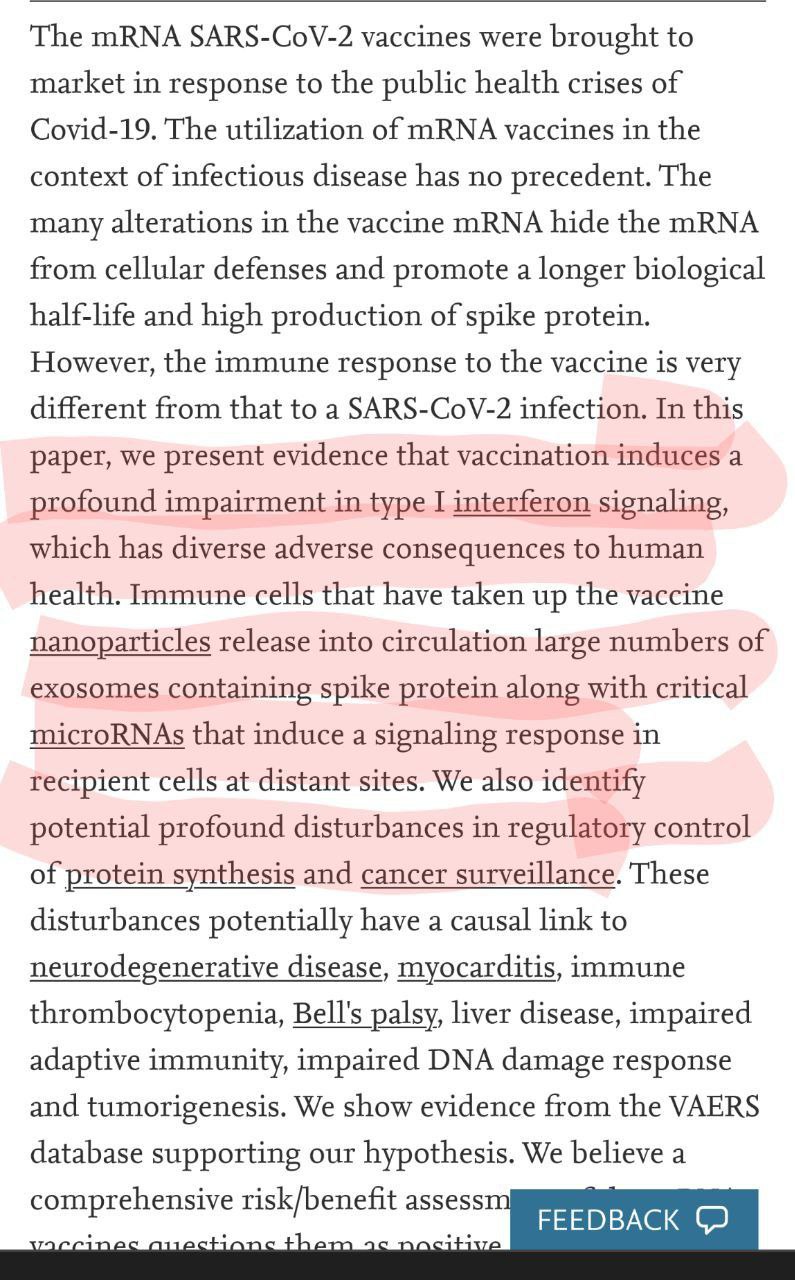 The mRNA SARS-CoV-2 vaccines were brought to
market in response to the public health crises of
Covid-19. The utilization of mRNA vaccines in the
context of infectious disease has no precedent. The
many alterations in the vaccine mRNA hide the mRNA
from cellular defenses and promote a longer biological
half-life and high production of spike protein.
However, the immune response to the vaccine is very
different from that to a SARS-CoV-2 infection. In this
paper, we present evidence that vaccination induces a
profound impairment in type I interferon signaling,
which has diverse adverse consequences to human
health. Immune cells that have taken up the vaccine
nanoparticles release into circulation large numbers of
exosomes containing spike protein along with critical
microRNAs that induce a signaling response in
recipient cells at distant sites. We also identify
potential profound disturbances in regulatory control
of protein synthesis and cancer surveillance. These
disturbances potentially have a causal link to
neurodegenerative disease, myocarditis, immune
thrombocytopenia, Bell's palsy, liver disease, impaired
adaptive immunity, impaired DNA damage response
and tumorigenesis. We show evidence from the VAERS
database supporting our hypothesis. We believe a
comprehensive risk/benefit
vaccines questions them as positive
FEEDBACK